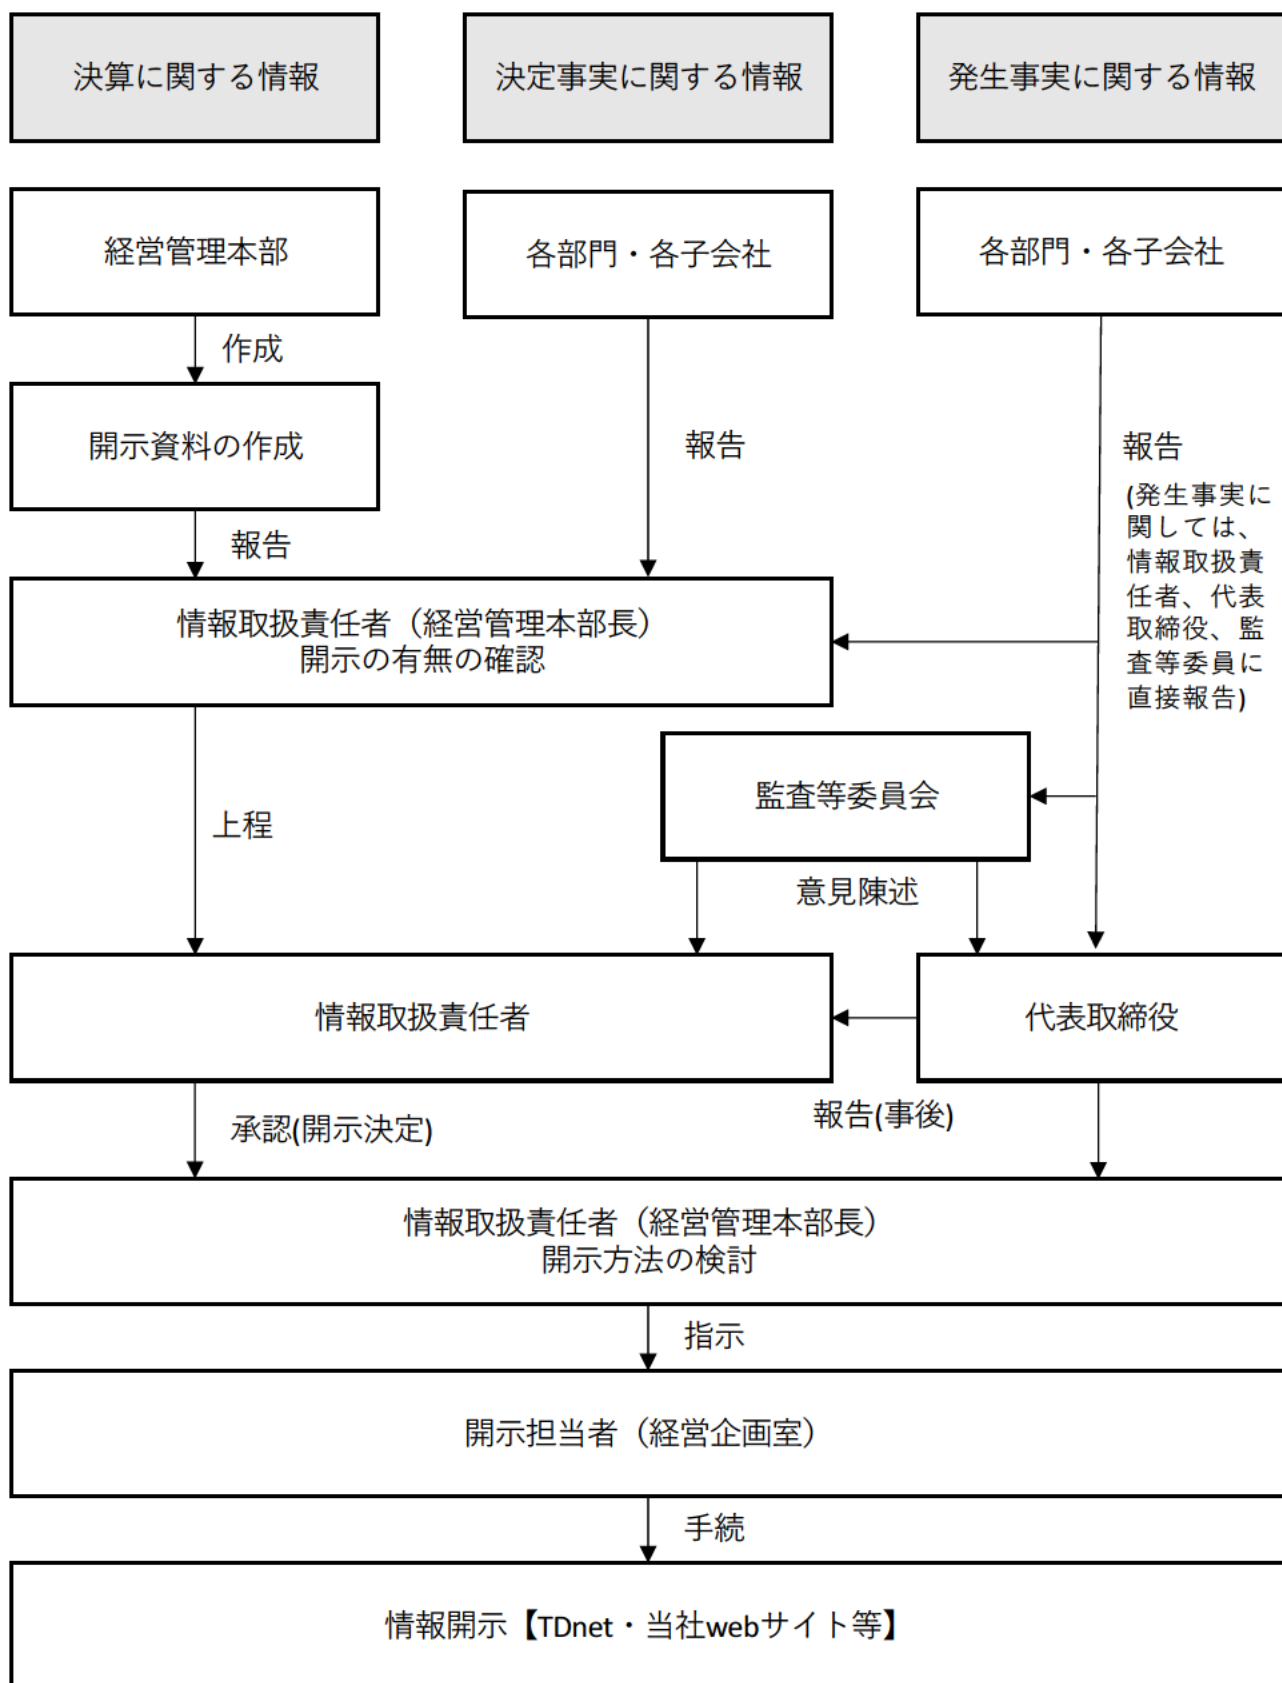 決算に関する情報
決定事実に関する情報
発生事実に関する情報
経営管理本部
各部門・各子会社
各部門・各子会社
作成
開示資料の作成
報告
報告
報告
(発生事実に
関しては、
情報取扱責
任者、代表
取締役、監
査等委員に
直接報告)
情報取扱責任者（経営管理本部長）
開示の有無の確認
監査等委員会
上程
意見陳述
情報取扱責任者
代表取締役
承認(開示決定)
報告(事後)
情報取扱責任者（経営管理本部長）
開示方法の検討
指示
開示担当者（経営企画室）
手続
情報開示【TDnet・当社webサイト等】